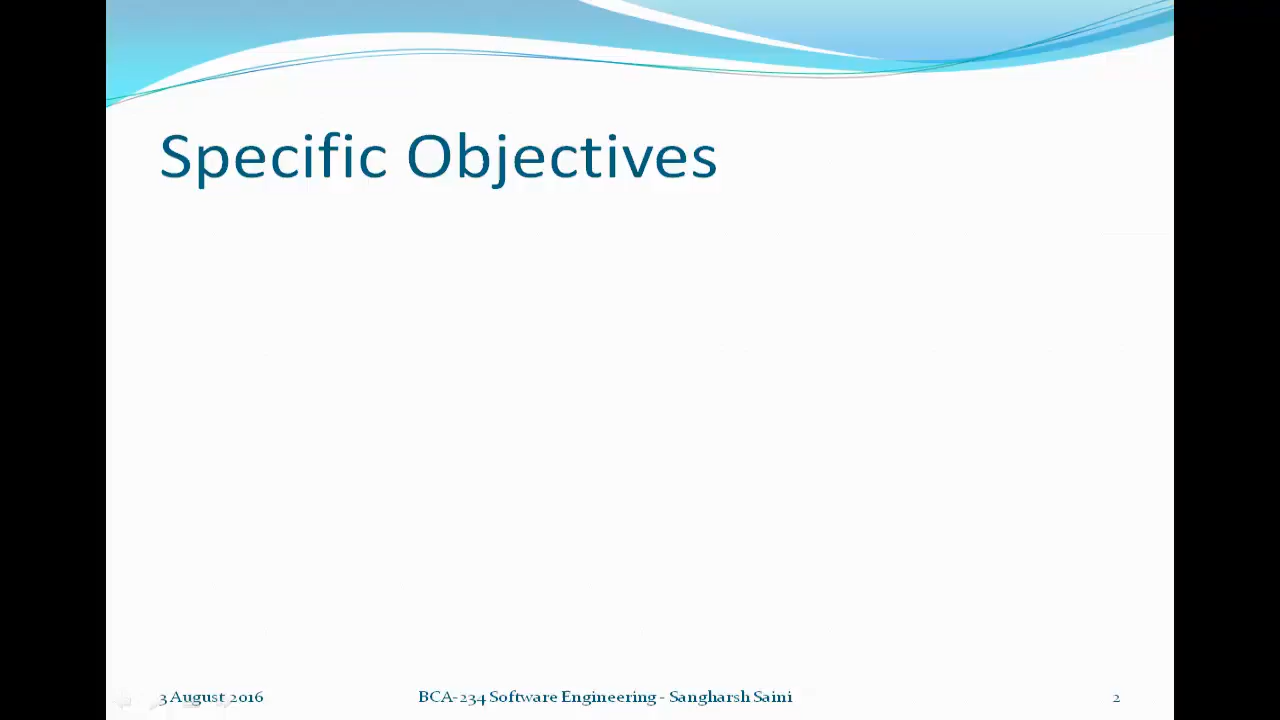 Specific Objectives
3 August 2016
BCA-234 Software Engineering - Sangharsh Saini
2